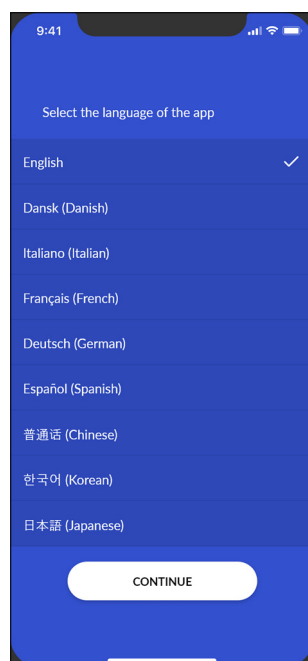 9:41
Select the language of the app
English
Dansk (Danish)
Italiano (Italian)
Français (French)
Deutsch (German)
Español (Spanish)
普通话 (Chinese)
한국어 (Korean)
日本語 (Japanese)
CONTINUE